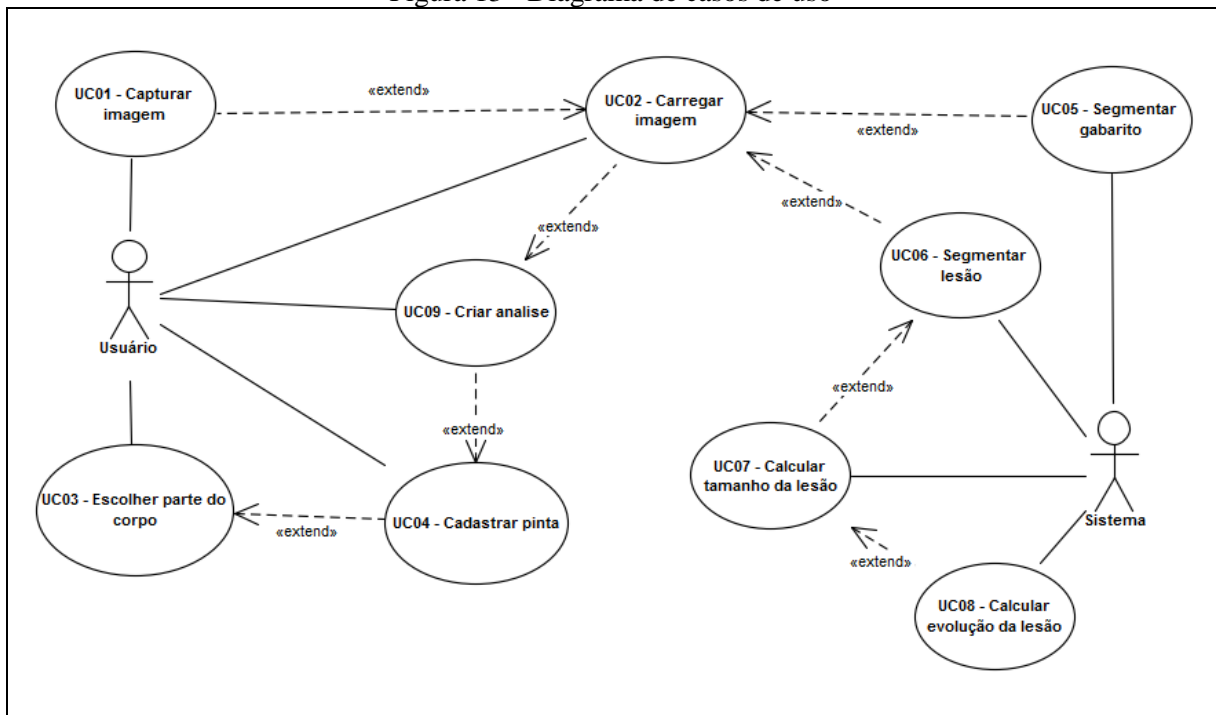 Figura 13 - Diagrama de casos de uso
UC01 - Capturar
imagem
«extend»
UC02 - Carregar
imagem
«extend»
UC05 - Segmentar
gabarito
«extend»
«extend»
UC06 - Segmentar
lesão
Usuário
UC09 - Criar analise
«extend»
«extend»
UC03 - Escolher parte do
corpo
«extend»
UC04 - Cadastrar pinta
UC07 - Calcular
tamanho da lesão
Sistema
«extend»
UC08 - Calcular
evolução da lesão